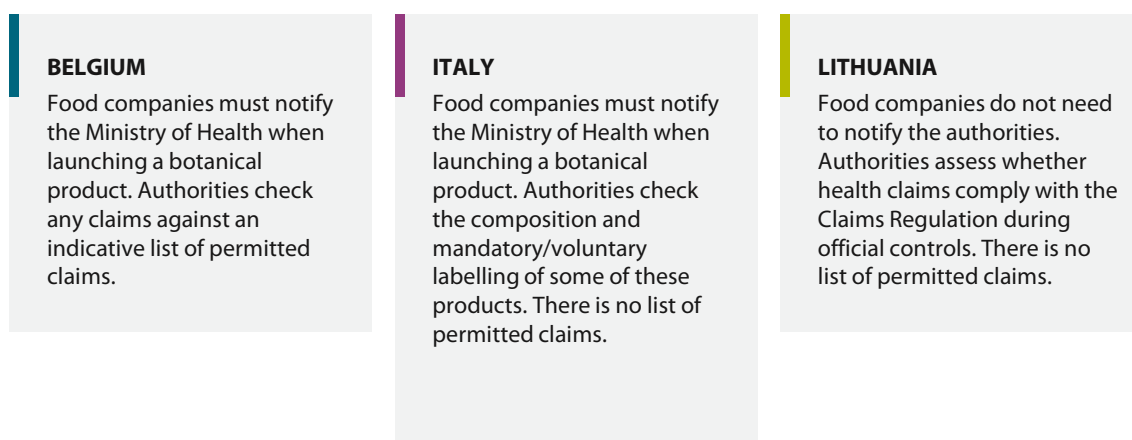 BELGIUM
Food companies must notify
the Ministry of Health when
launching a botanical
product. Authorities check
any claims against an
indicative list of permitted
claims.
ITALY
Food companies must notify
the Ministry of Health when
launching a botanical
product. Authorities check
the composition and
mandatory/voluntary
labelling of some of these
products. There is no list of
permitted claims.
LITHUANIA
Food companies do not need
to notify the authorities.
Authorities assess whether
health claims comply with the
Claims Regulation during
official controls. There is no
list of permitted claims.